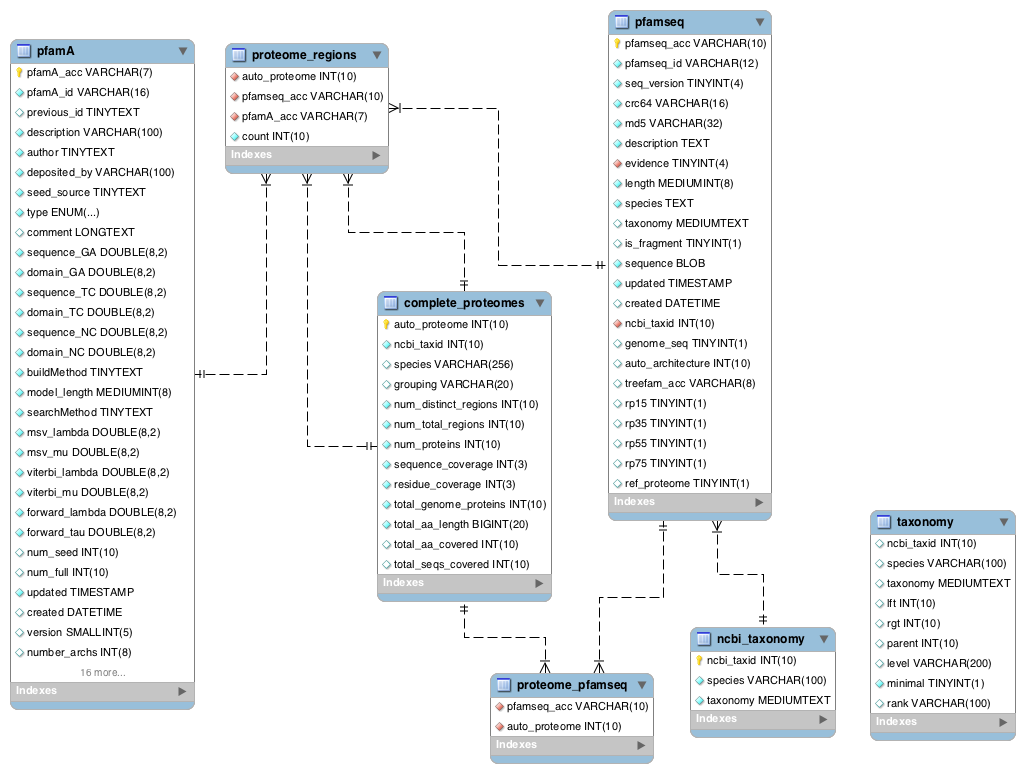 pfamA
pfamA_acc VARCHAR(7)
pfamA_id VARCHAR(16)
previous_id TINYTEXT
description VARCHAR(100)
author TINYTEXT
deposited_by VARCHAR(100)
seed_source TINYTEXT
type ENUM(...)
comment LONGTEXT
sequence_GA DOUBLE(8,2)
domain_GA DOUBLE(8,2)
sequence_TC DOUBLE(8,2)
domain_TC DOUBLE(8,2)
sequence_NC DOUBLE(8,2)
domain_NC DOUBLE(8,2)
buildMethod TINYTEXT
model_length MEDIUMINT(8)
searchMethod TINYTEXT
msv_lambda DOUBLE(8,2)
msv_mu DOUBLE(8,2)
viterbi_lambda DOUBLE(8,2)
viterbi_mu DOUBLE(8,2)
forward_lambda DOUBLE(8,2)
forward_tau DOUBLE(8,2)
num_seed INT(10)
num_full INT(10)
updated TIMESTAMP
created DATETIME
version SMALLINT(5)
number_archs INT(8)
16 more...
Indexes
proteome_regions
auto_proteome INT(10)
pfamseq_acc VARCHAR(10)
pfamA_acc VARCHAR(7)
count INT(10)
Indexes
complete_proteomes
auto_proteome INT(10)
ncbi_taxid INT(10)
species VARCHAR(256)
grouping VARCHAR(20)
num_distinct_regions INT(10)
num_total_regions INT(10)
num_proteins INT(10)
sequence_coverage INT(3)
residue_coverage INT(3)
total_genome_proteins INT(10)
total_aa_length BIGINT(20)
total_aa_covered INT(10)
total_seqs_covered INT(10)
Indexes
pfamseq
pfamseq_acc VARCHAR(10)
pfamseq_id VARCHAR(12)
seq_version TINYINT(4)
crc64 VARCHAR(16)
md5 VARCHAR(32)
description TEXT
evidence TINYINT(4)
length MEDIUMINT(8)
species TEXT
taxonomy MEDIUMTEXT
is_fragment TINYINT(1)
sequence BLOB
updated TIMESTAMP
created DATETIME
ncbi_taxid INT(10)
genome_seq TINYINT(1)
auto_architecture INT(10)
treefam_acc VARCHAR(8)
rp15 TINYINT(1)
rp35 TINYINT(1)
rp55 TINYINT(1)
rp75 TINYINT(1)
ref_proteome TINYINT(1)
Indexes
proteome_pfamseq
pfamseq_acc VARCHAR(10)
auto_proteome INT(10)
Indexes
ncbi_taxonomy
ncbi_taxid INT(10)
species VARCHAR(100)
taxonomy MEDIUMTEXT
Indexes
taxonomy
ncbi_taxid INT(10)
species VARCHAR(100)
taxonomy MEDIUMTEXT
lft INT(10)
rgt INT(10)
parent INT(10)
level VARCHAR(200)
minimal TINYINT(1)
rank VARCHAR(100)
Indexes